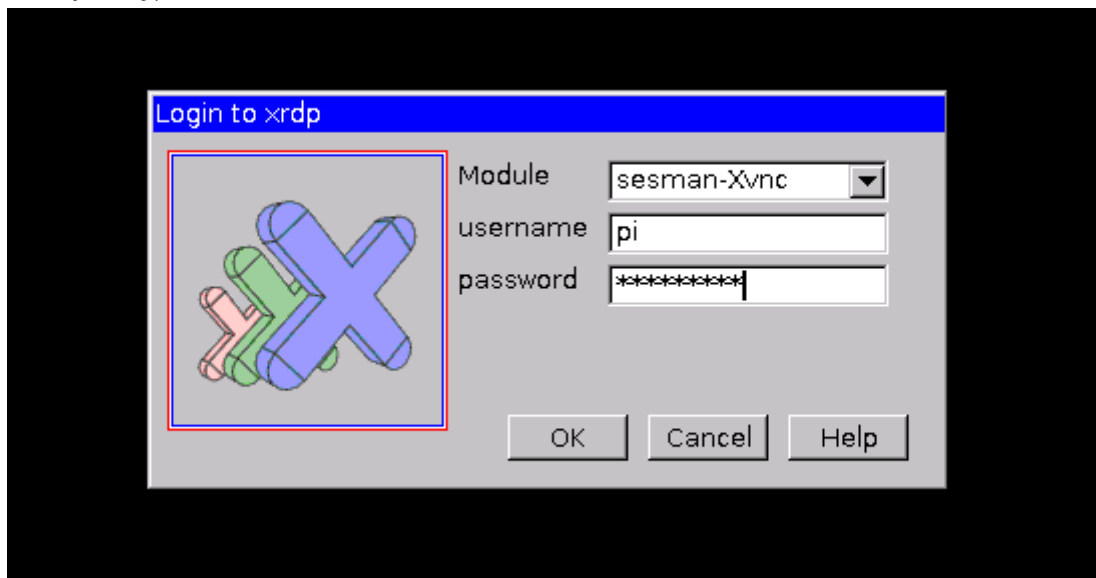 Login to xrdp
Module
sesman-Xvnc
username
pi
password
*********
OK
Cancel
Help